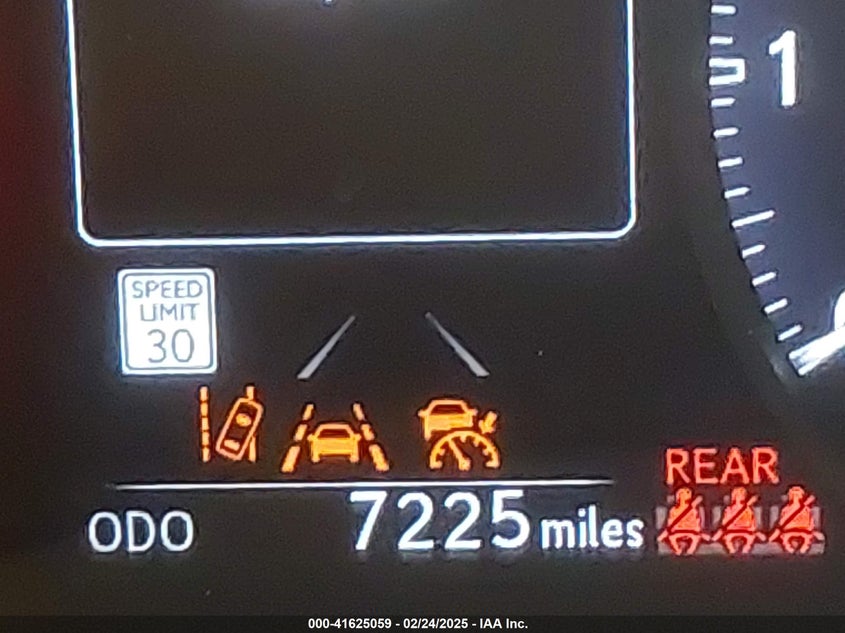 1
SPEED
LIMIT
30
REAR
ODO 7225 miles
000-41625059 - 02/24/2025 - IAA Inc.